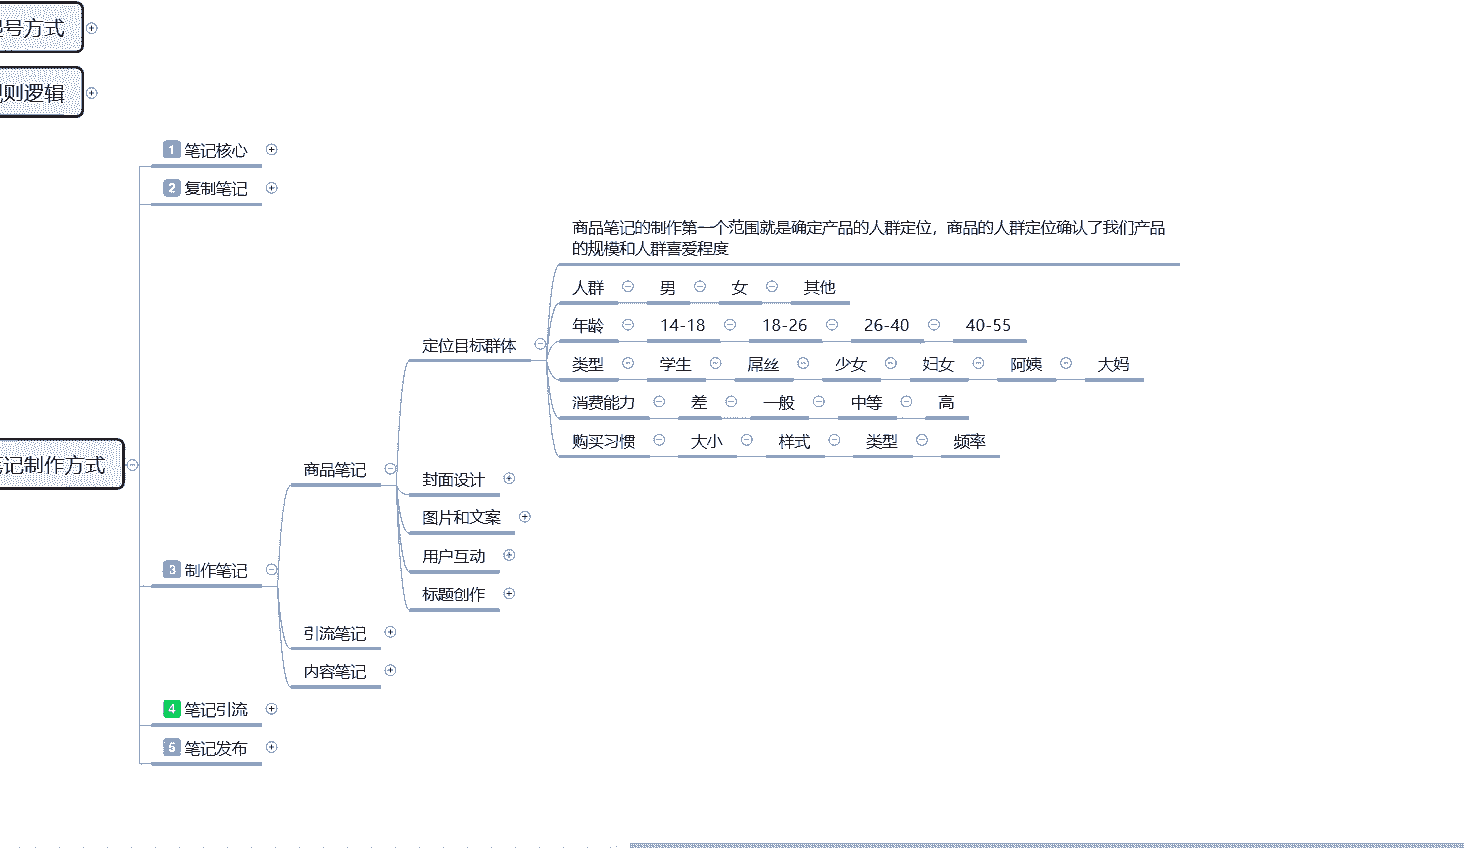 号方式
则逻辑
1 笔记核心
2 复制笔记
商品笔记的制作第一个范围就是确定产品的人群定位，商品的人群定位确认了我们产品
的规模和人群喜爱程度
人群 男 女 其他
年龄 14-18 18-26 26-40 40-55
定位目标群体
类型 学生 屌丝 少女 妇女 阿姨 大妈
消费能力 差 一般 中等 高
购买习惯 大小 样式 类型 频率
记制作方式
商品笔记
封面设计
图片和文案
用户互动
3 制作笔记
标题创作
引流笔记
内容笔记
4 笔记引流
5 笔记发布